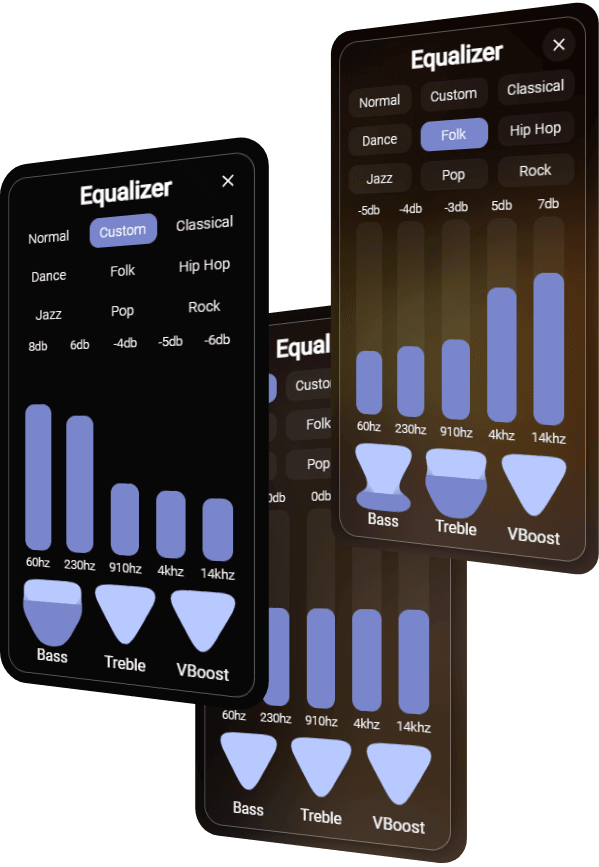 Equalizer
Normal Custom Classical
Dance Folk Hip Hop
Jazz Pop Rock
8db 6db -4db -5db -6db
60hz 230hz 910hz 4khz 14khz
Bass Treble VBoost
Equalizer
Normal Custom Classical
Dance Folk Hip Hop
Jazz Pop Rock
-5db -4db -3db 5db 7db
60hz 230hz 910hz 4khz 14khz
Bass Treble VBoost
Equal
Custo
Folk
Pop
0db 0db
60hz 230hz 910hz 4khz 14khz
Bass Treble VBoost